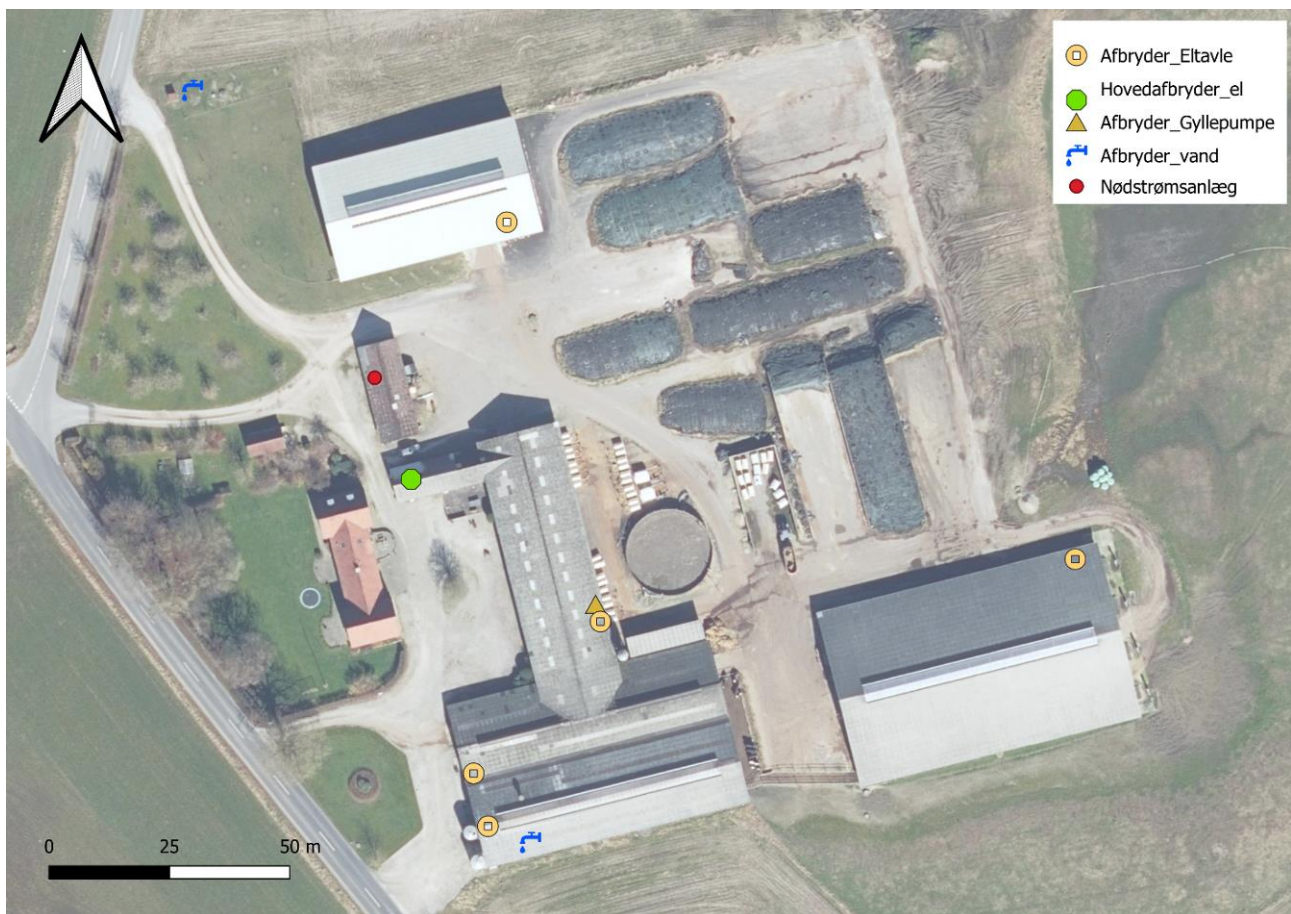 Afbryder_Eltavle
Hovedafbryder_el
Afbryder_Gyllepumpe
Afbryder_vand
Nødstrømsanlæg
0 25 50 m